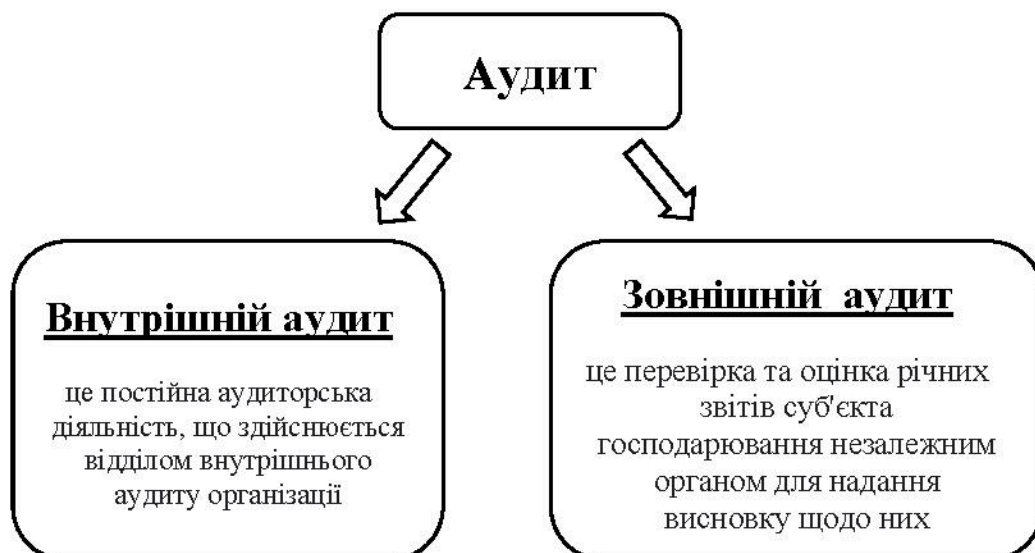 Аудит
Внутрішній аудит
це постійна аудиторська
діяльність, що здійснюється
відділом внутрішнього
аудиту організації
Зовнішній аудит
це перевірка та оцінка річних
звітів суб'єкта
господарювання незалежним
органом для надання
висновку щодо них